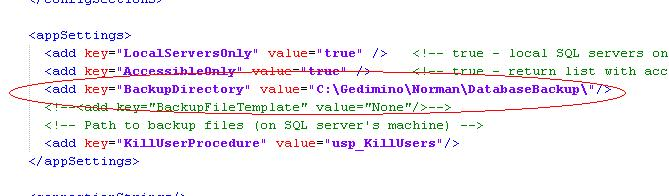 </configSections>
<appSettings>
<add key="LocalServersOnly" value="true" /> <!-- true - local SQL servers on
<add key="AccessibleOnly" value="true" /> <!-- true - return list with acc
<add key="BackupDirectory" value="C:\Gedimino\Norman\DatabaseBackup\"/>
<!--<add key="BackupFileTemplate" value="None"/>-->
<!-- Path to backup files (on SQL server's machine) -->
<add key="KillUserProcedure" value="usp_KillUsers"/>
</appSettings>
<connectionStrings/>